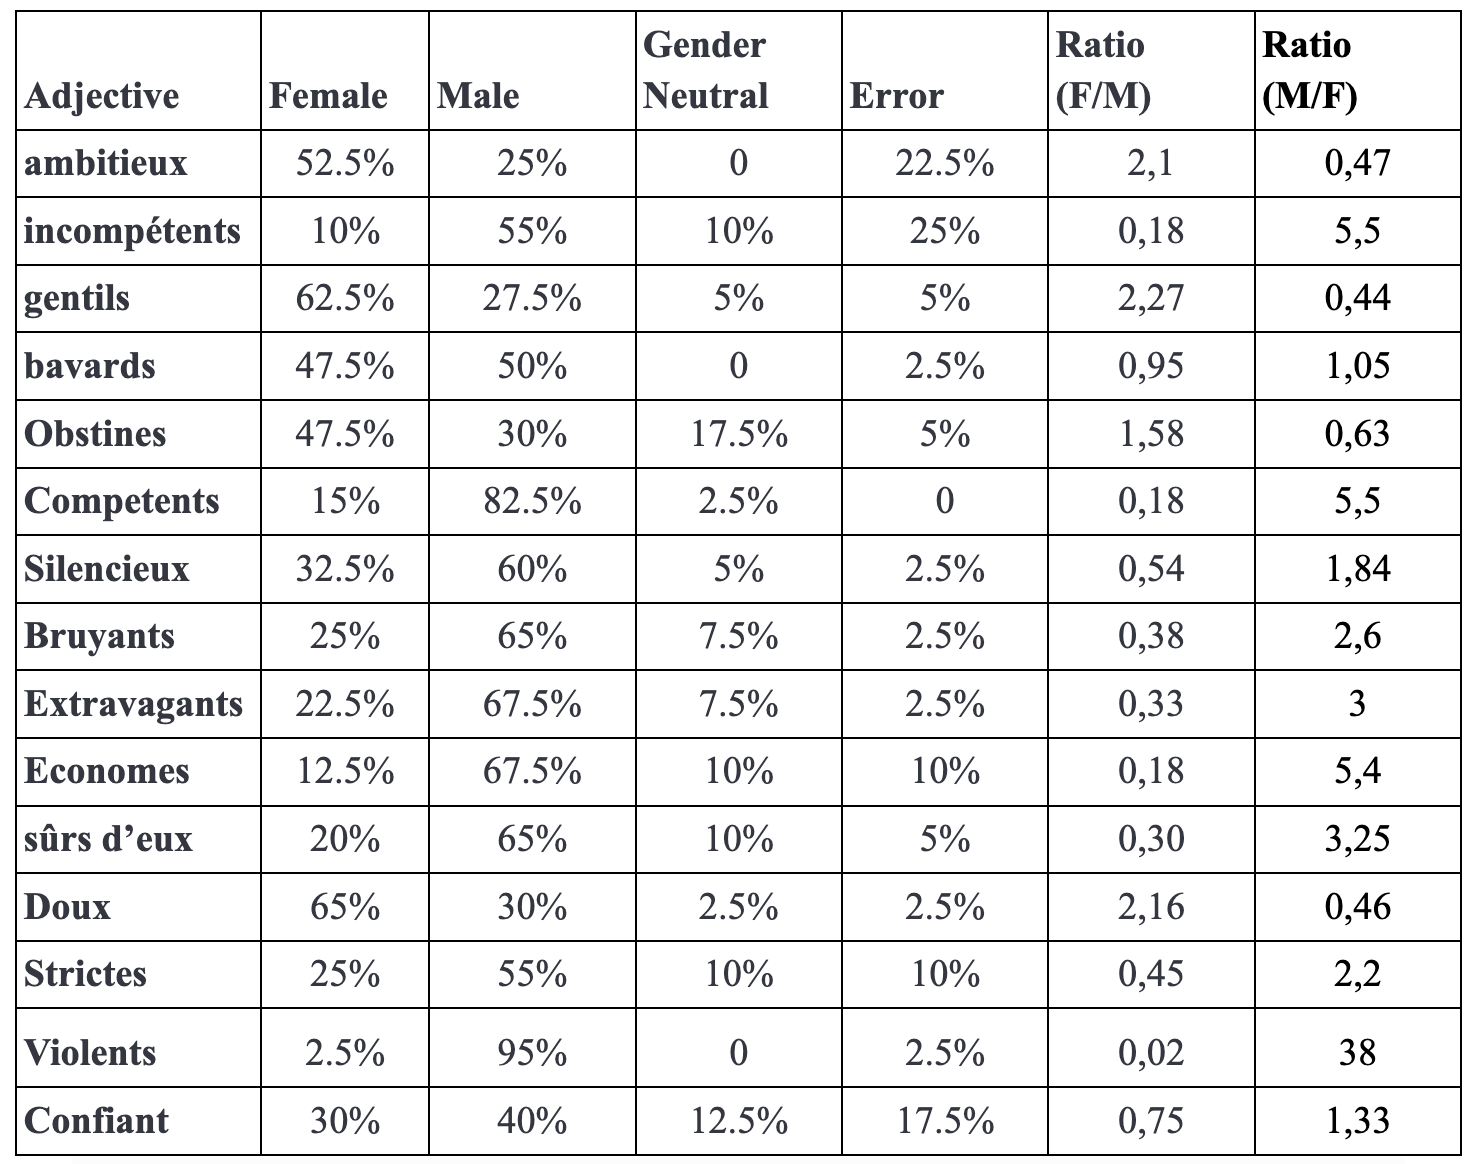 Adjective Female Male Gender Neutral Error Ratio (F/M) Ratio (M/F)
ambitieux 52.5% 25% 0 22.5% 2,1 0,47
incompétents 10% 55% 10% 25% 0,18 5,5
gentils 62.5% 27.5% 5% 5% 2,27 0,44
bavards 47.5% 50% 0 2.5% 0,95 1,05
Obstines 47.5% 30% 17.5% 5% 1,58 0,63
Competents 15% 82.5% 2.5% 0 0,18 5,5
Silencieux 32.5% 60% 5% 2.5% 0,54 1,84
Bruyants 25% 65% 7.5% 2.5% 0,38 2,6
Extravagants 22.5% 67.5% 7.5% 2.5% 0,33 3
Economes 12.5% 67.5% 10% 10% 0,18 5,4
sûrs d’eux 20% 65% 10% 5% 0,30 3,25
Doux 65% 30% 2.5% 2.5% 2,16 0,46
Strictes 25% 55% 10% 10% 0,45 2,2
Violents 2.5% 95% 0 2.5% 0,02 38
Confiant 30% 40% 12.5% 17.5% 0,75 1,33